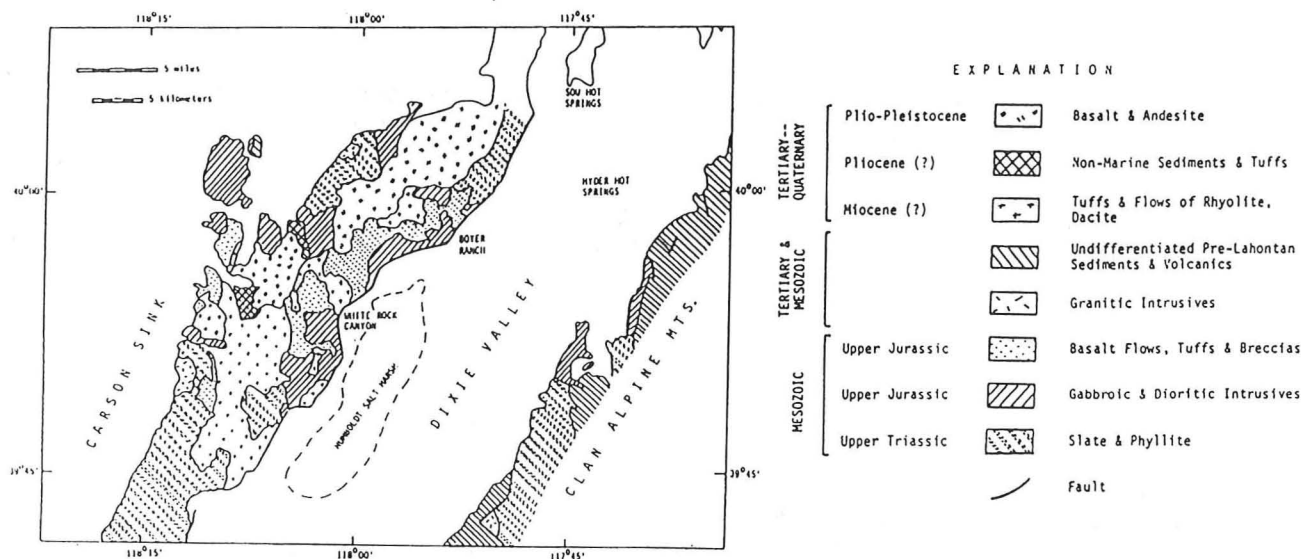 118°15'
118°00'
117°45'
5 miles
5 kilometers
SOU HOT
SPRINGS
40°00'
HYDER HOT
SPRINGS
40°00'
BOYER
RANCH
WHITE ROCK
CANYON
CARSON SINK
HUMBOLDT SALT MARSH
DIXIE VALLEY
CLAN ALPINE MTS.
39°45'
39°45'
118°15'
118°00'
117°45'
EXPLANATION
TERTIARY--
QUATERNARY
Plio-Pleistocene Basalt & Andesite
Pliocene (?) Non-Marine Sediments & Tuffs
Miocene (?) Tuffs & Flows of Rhyolite,
Dacite
TERTIARY &
MESOZOIC
Undifferentiated Pre-Lahontan
Sediments & Volcanics
Granitic Intrusives
MESOZOIC
Upper Jurassic Basalt Flows, Tuffs & Breccias
Upper Jurassic Gabbroic & Dioritic Intrusives
Upper Triassic Slate & Phyllite
Fault